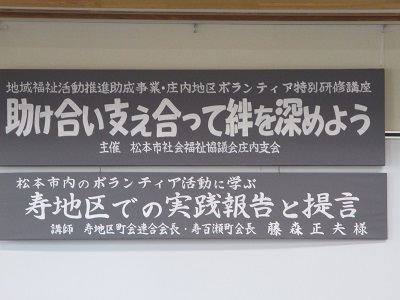 地域福祉活動推進助成事業・庄内地区ボランティア特別研修講座
助け合い支え合って絆を深めよう
主催 松本市社会福祉協議会庄内支会
松本市内のボランティア活動に学ぶ
寿地区での実践報告と提言
講師 寿地区町会連合会長・寿百瀬町会長 藤森正夫様